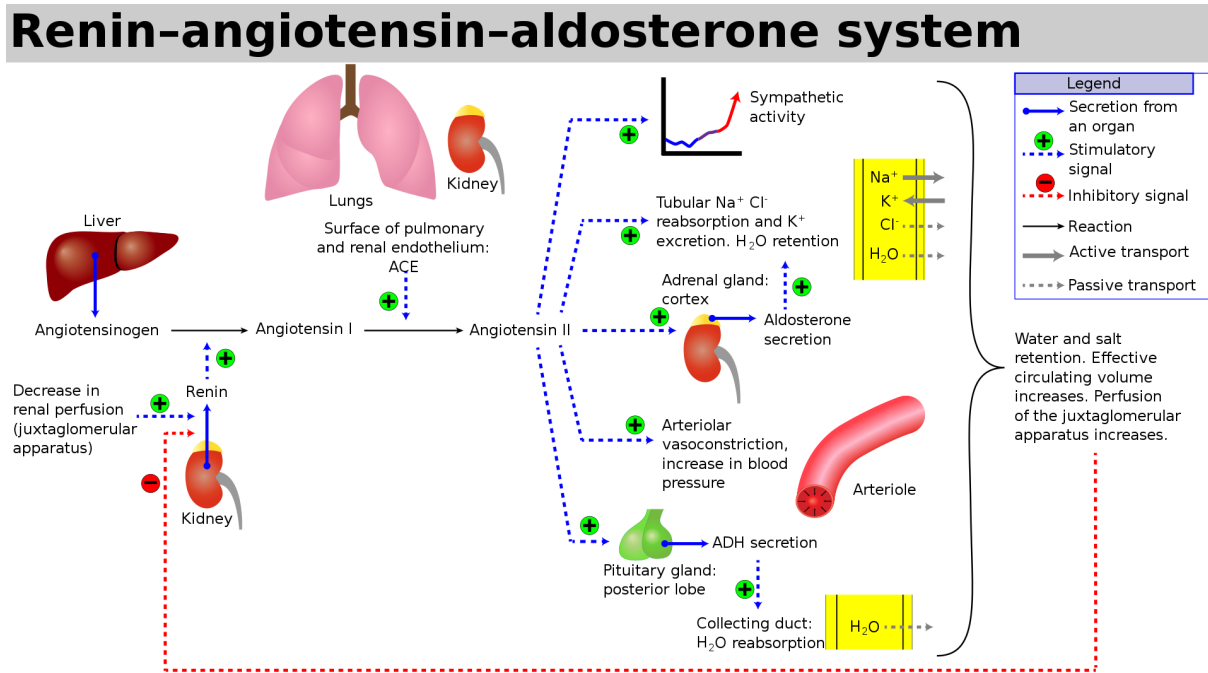 Renin–angiotensin–aldosterone system
Legend
Secretion from
an organ
+
Stimulatory
signal
−
Inhibitory signal
Reaction
Active transport
Passive transport
Lungs
Kidney
Liver
Surface of pulmonary
and renal endothelium:
ACE
+
Angiotensinogen
Angiotensin I
Angiotensin II
+
Renin
Decrease in
renal perfusion
(juxtaglomerular
apparatus)
+
−
Kidney
+
Sympathetic
activity
+
Tubular Na⁺ Cl⁻
reabsorption and K⁺
excretion. H₂O retention
Na⁺
K⁺
Cl⁻
H₂O
+
Adrenal gland:
cortex
+
Aldosterone
secretion
+
Arteriolar
vasoconstriction,
increase in blood
pressure
Arteriole
+
ADH secretion
Pituitary gland:
posterior lobe
+
Collecting duct:
H₂O reabsorption
H₂O
Water and salt
retention. Effective
circulating volume
increases. Perfusion
of the juxtaglomerular
apparatus increases.